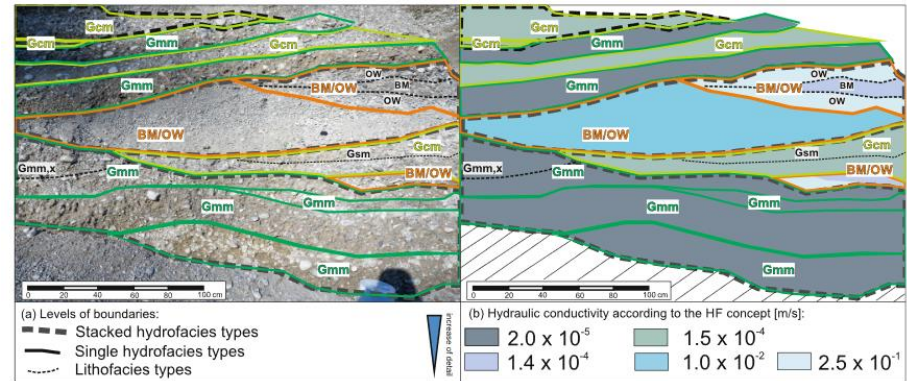 Gcm
Gcm
Gmm
Gmm
OW
BM/OW
BM
OW
BM/OW
Gcm
Gsm
Gmm,x
Gmm
BM/OW
Gmm
Gmm
Gmm
0 20 40 60 80 100 cm
Gcm
Gcm
Gmm
Gmm
OW
BM/OW
BM
OW
BM/OW
Gcm
Gsm
Gmm,x
Gmm
BM/OW
Gmm
Gmm
Gmm
0 20 40 60 80 100 cm
(a) Levels of boundaries:
Stacked hydrofacies types
Single hydrofacies types
Lithofacies types
increase of detail
(b) Hydraulic conductivity according to the HF concept [m/s]:
2.0 x 10⁻⁵ 1.5 x 10⁻⁴
1.4 x 10⁻⁴ 1.0 x 10⁻² 2.5 x 10⁻¹